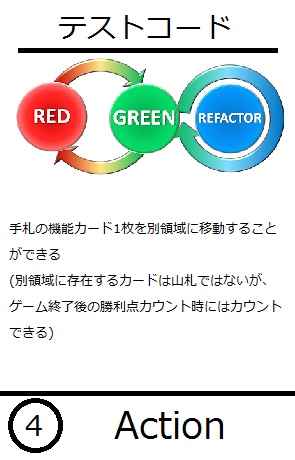 テストコード
RED GREEN REFACTOR
手札の機能カード1枚を別領域に移動すること
ができる
(別領域に存在するカードは山札ではないが、
ゲーム終了後の勝利点カウント時にはカウント
できる)
4 Action